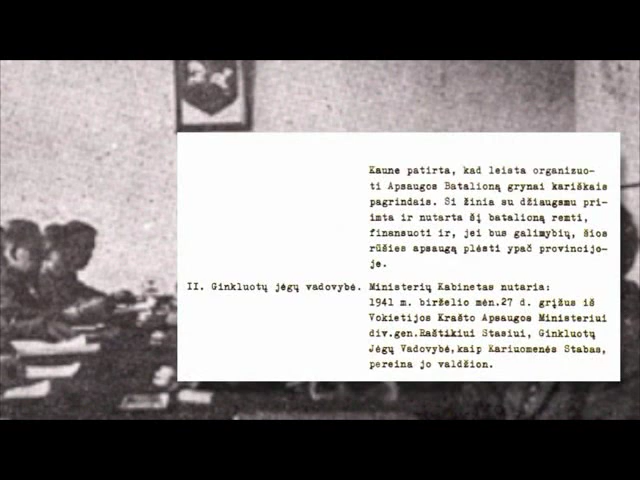 Kaune patirta, kad leista organizuo-
ti Apsaugos Batalioną grynai kariškais
pagrindais. Si žinia su džiaugsmu pri-
imta ir nutarta šį batalioną remti,
finansuoti ir, jei bus galimybių, šios
rūšies apsaugą plėsti ypač provincijo-
je.
II. Ginkluotų jėgų vadovybė. Ministerių Kabinetas nutaria:
1941 m. birželio mėn.27 d. grįžus iš
Vokietijos Krašto Apsaugos Ministeriui
div.gen.Raštikiui Stasiui, Ginkluotų
Jėgų Vadovybė,kaip Kariuomenės Stabas,
pereina jo valdžion.